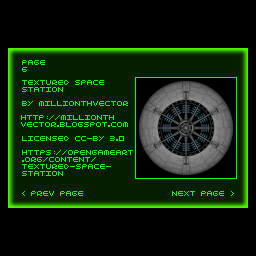 PAGE
6
TEXTURED SPACE
STATION
BY MILLIONTHVECTOR
HTTP://MILLIONTH
VECTOR.BLOGSPOT.COM
LICENSED CC-BY 3.0
HTTPS://OPENGAMEART
.ORG/CONTENT/
TEXTURED-SPACE-
STATION
< PREV PAGE
NEXT PAGE >